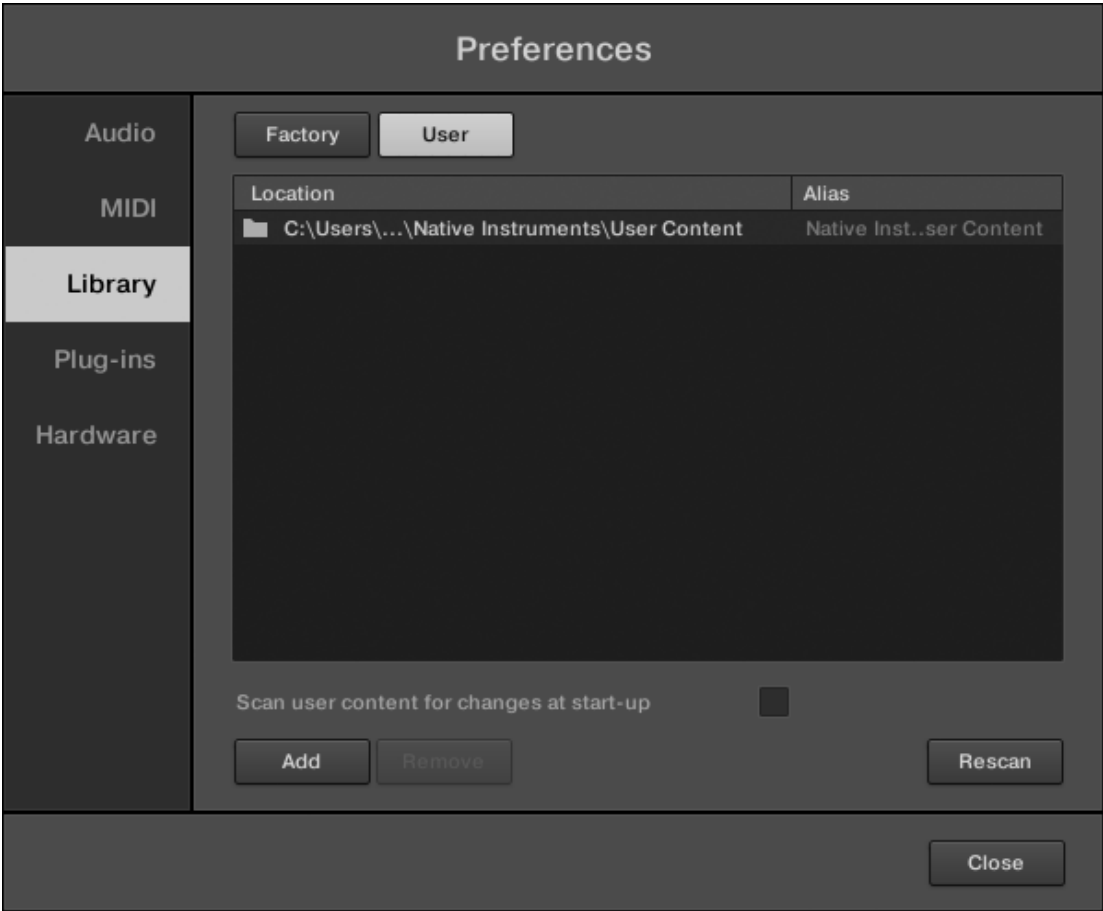 Preferences
Audio
MIDI
Library
Plug-ins
Hardware
Factory User
Location Alias
C:\Users\...\Native Instruments\User Content Native Inst..ser Content
Scan user content for changes at start-up
Add Remove Rescan
Close